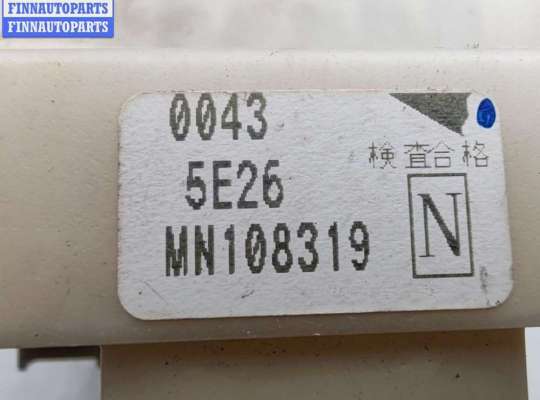 FINNAUTOPARTS
FINNAUTOPARTS
0043
検査合格
5E26
N
MN108319